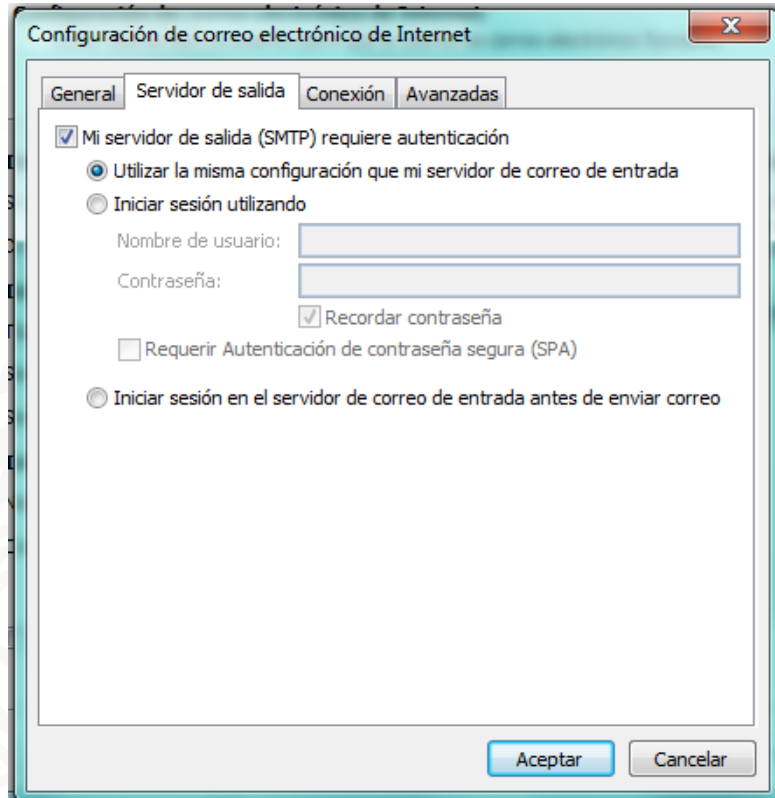 Configuración de correo electrónico de Internet
General Servidor de salida Conexión Avanzadas
Mi servidor de salida (SMTP) requiere autenticación
Utilizar la misma configuración que mi servidor de correo de entrada
Iniciar sesión utilizando
Nombre de usuario:
Contraseña:
Recordar contraseña
Requerir Autenticación de contraseña segura (SPA)
Iniciar sesión en el servidor de correo de entrada antes de enviar correo
Aceptar Cancelar